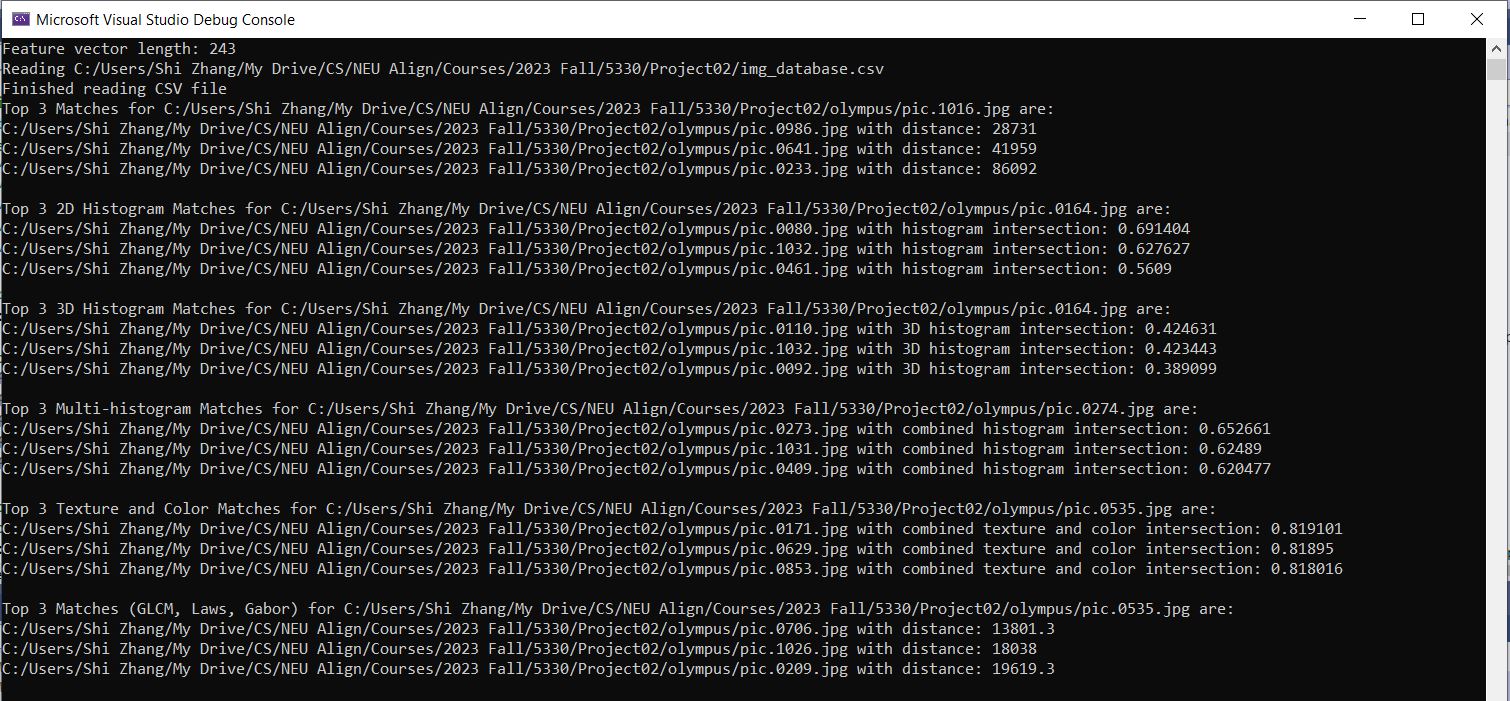 Microsoft Visual Studio Debug Console
Feature vector length: 243
Reading C:/Users/Shi Zhang/My Drive/CS/NEU Align/Courses/2023 Fall/5330/Project02/img_database.csv
Finished reading CSV file
Top 3 Matches for C:/Users/Shi Zhang/My Drive/CS/NEU Align/Courses/2023 Fall/5330/Project02/olympus/pic.1016.jpg are:
C:/Users/Shi Zhang/My Drive/CS/NEU Align/Courses/2023 Fall/5330/Project02/olympus/pic.0986.jpg with distance: 28731
C:/Users/Shi Zhang/My Drive/CS/NEU Align/Courses/2023 Fall/5330/Project02/olympus/pic.0641.jpg with distance: 41959
C:/Users/Shi Zhang/My Drive/CS/NEU Align/Courses/2023 Fall/5330/Project02/olympus/pic.0233.jpg with distance: 86092
Top 3 2D Histogram Matches for C:/Users/Shi Zhang/My Drive/CS/NEU Align/Courses/2023 Fall/5330/Project02/olympus/pic.0164.jpg are:
C:/Users/Shi Zhang/My Drive/CS/NEU Align/Courses/2023 Fall/5330/Project02/olympus/pic.0080.jpg with histogram intersection: 0.691404
C:/Users/Shi Zhang/My Drive/CS/NEU Align/Courses/2023 Fall/5330/Project02/olympus/pic.1032.jpg with histogram intersection: 0.627627
C:/Users/Shi Zhang/My Drive/CS/NEU Align/Courses/2023 Fall/5330/Project02/olympus/pic.0461.jpg with histogram intersection: 0.5609
Top 3 3D Histogram Matches for C:/Users/Shi Zhang/My Drive/CS/NEU Align/Courses/2023 Fall/5330/Project02/olympus/pic.0164.jpg are:
C:/Users/Shi Zhang/My Drive/CS/NEU Align/Courses/2023 Fall/5330/Project02/olympus/pic.0110.jpg with 3D histogram intersection: 0.424631
C:/Users/Shi Zhang/My Drive/CS/NEU Align/Courses/2023 Fall/5330/Project02/olympus/pic.1032.jpg with 3D histogram intersection: 0.423443
C:/Users/Shi Zhang/My Drive/CS/NEU Align/Courses/2023 Fall/5330/Project02/olympus/pic.0092.jpg with 3D histogram intersection: 0.389099
Top 3 Multi-histogram Matches for C:/Users/Shi Zhang/My Drive/CS/NEU Align/Courses/2023 Fall/5330/Project02/olympus/pic.0274.jpg are:
C:/Users/Shi Zhang/My Drive/CS/NEU Align/Courses/2023 Fall/5330/Project02/olympus/pic.0273.jpg with combined histogram intersection: 0.652661
C:/Users/Shi Zhang/My Drive/CS/NEU Align/Courses/2023 Fall/5330/Project02/olympus/pic.1031.jpg with combined histogram intersection: 0.62489
C:/Users/Shi Zhang/My Drive/CS/NEU Align/Courses/2023 Fall/5330/Project02/olympus/pic.0409.jpg with combined histogram intersection: 0.620477
Top 3 Texture and Color Matches for C:/Users/Shi Zhang/My Drive/CS/NEU Align/Courses/2023 Fall/5330/Project02/olympus/pic.0535.jpg are:
C:/Users/Shi Zhang/My Drive/CS/NEU Align/Courses/2023 Fall/5330/Project02/olympus/pic.0171.jpg with combined texture and color intersection: 0.819101
C:/Users/Shi Zhang/My Drive/CS/NEU Align/Courses/2023 Fall/5330/Project02/olympus/pic.0629.jpg with combined texture and color intersection: 0.81895
C:/Users/Shi Zhang/My Drive/CS/NEU Align/Courses/2023 Fall/5330/Project02/olympus/pic.0853.jpg with combined texture and color intersection: 0.818016
Top 3 Matches (GLCM, Laws, Gabor) for C:/Users/Shi Zhang/My Drive/CS/NEU Align/Courses/2023 Fall/5330/Project02/olympus/pic.0535.jpg are:
C:/Users/Shi Zhang/My Drive/CS/NEU Align/Courses/2023 Fall/5330/Project02/olympus/pic.0706.jpg with distance: 13801.3
C:/Users/Shi Zhang/My Drive/CS/NEU Align/Courses/2023 Fall/5330/Project02/olympus/pic.1026.jpg with distance: 18038
C:/Users/Shi Zhang/My Drive/CS/NEU Align/Courses/2023 Fall/5330/Project02/olympus/pic.0209.jpg with distance: 19619.3